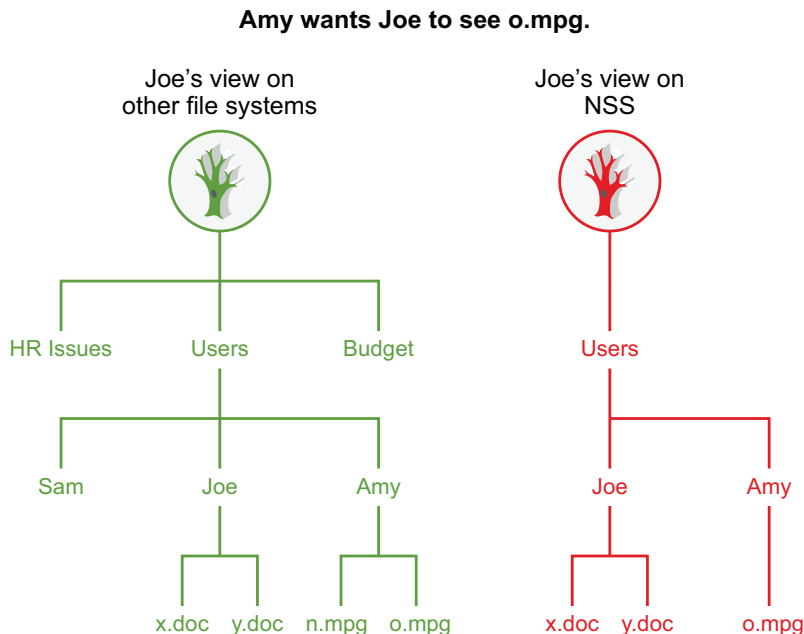 Amy wants Joe to see o.mpg.
Joe’s view on
other file systems
Joe’s view on
NSS
HR Issues
Users
Budget
Users
Sam
Joe
Amy
Joe
Amy
x.doc
y.doc
n.mpg
o.mpg
x.doc
y.doc
o.mpg